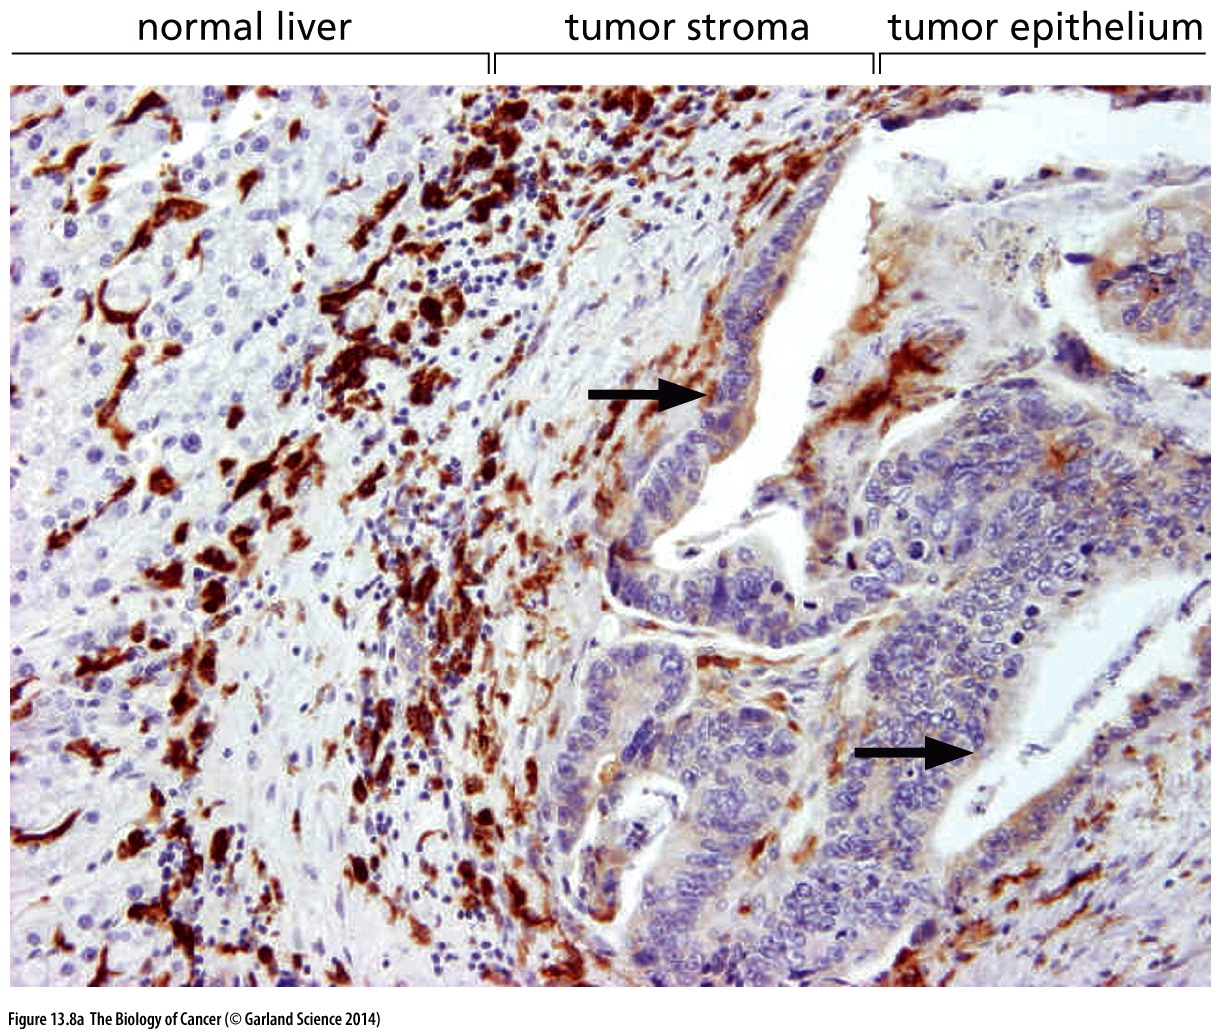 normal liver tumor stroma tumor epithelium
Figure 13.8a The Biology of Cancer (© Garland Science 2014)